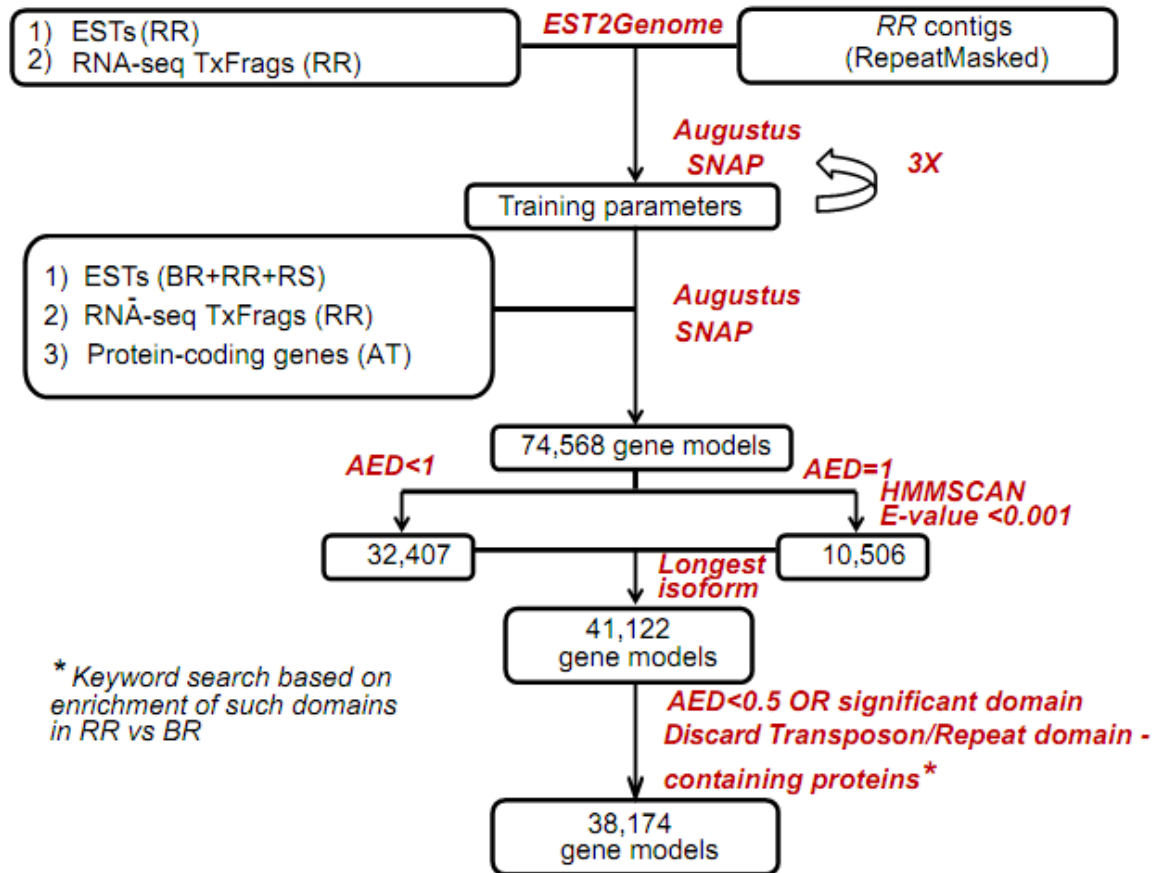 1) ESTs (RR)
2) RNA-seq TxFrags (RR)
EST2Genome
RR contigs
(RepeatMasked)
Augustus
SNAP
3X
Training parameters
1) ESTs (BR+RR+RS)
2) RNĀ-seq TxFrags (RR)
3) Protein-coding genes (AT)
Augustus
SNAP
74,568 gene models
AED<1
AED=1
HMMSCAN
E-value <0.001
32,407
10,506
Longest
isoform
41,122
gene models
* Keyword search based on
enrichment of such domains
in RR vs BR
AED<0.5 OR significant domain
Discard Transposon/Repeat domain -
containing proteins*
38,174
gene models